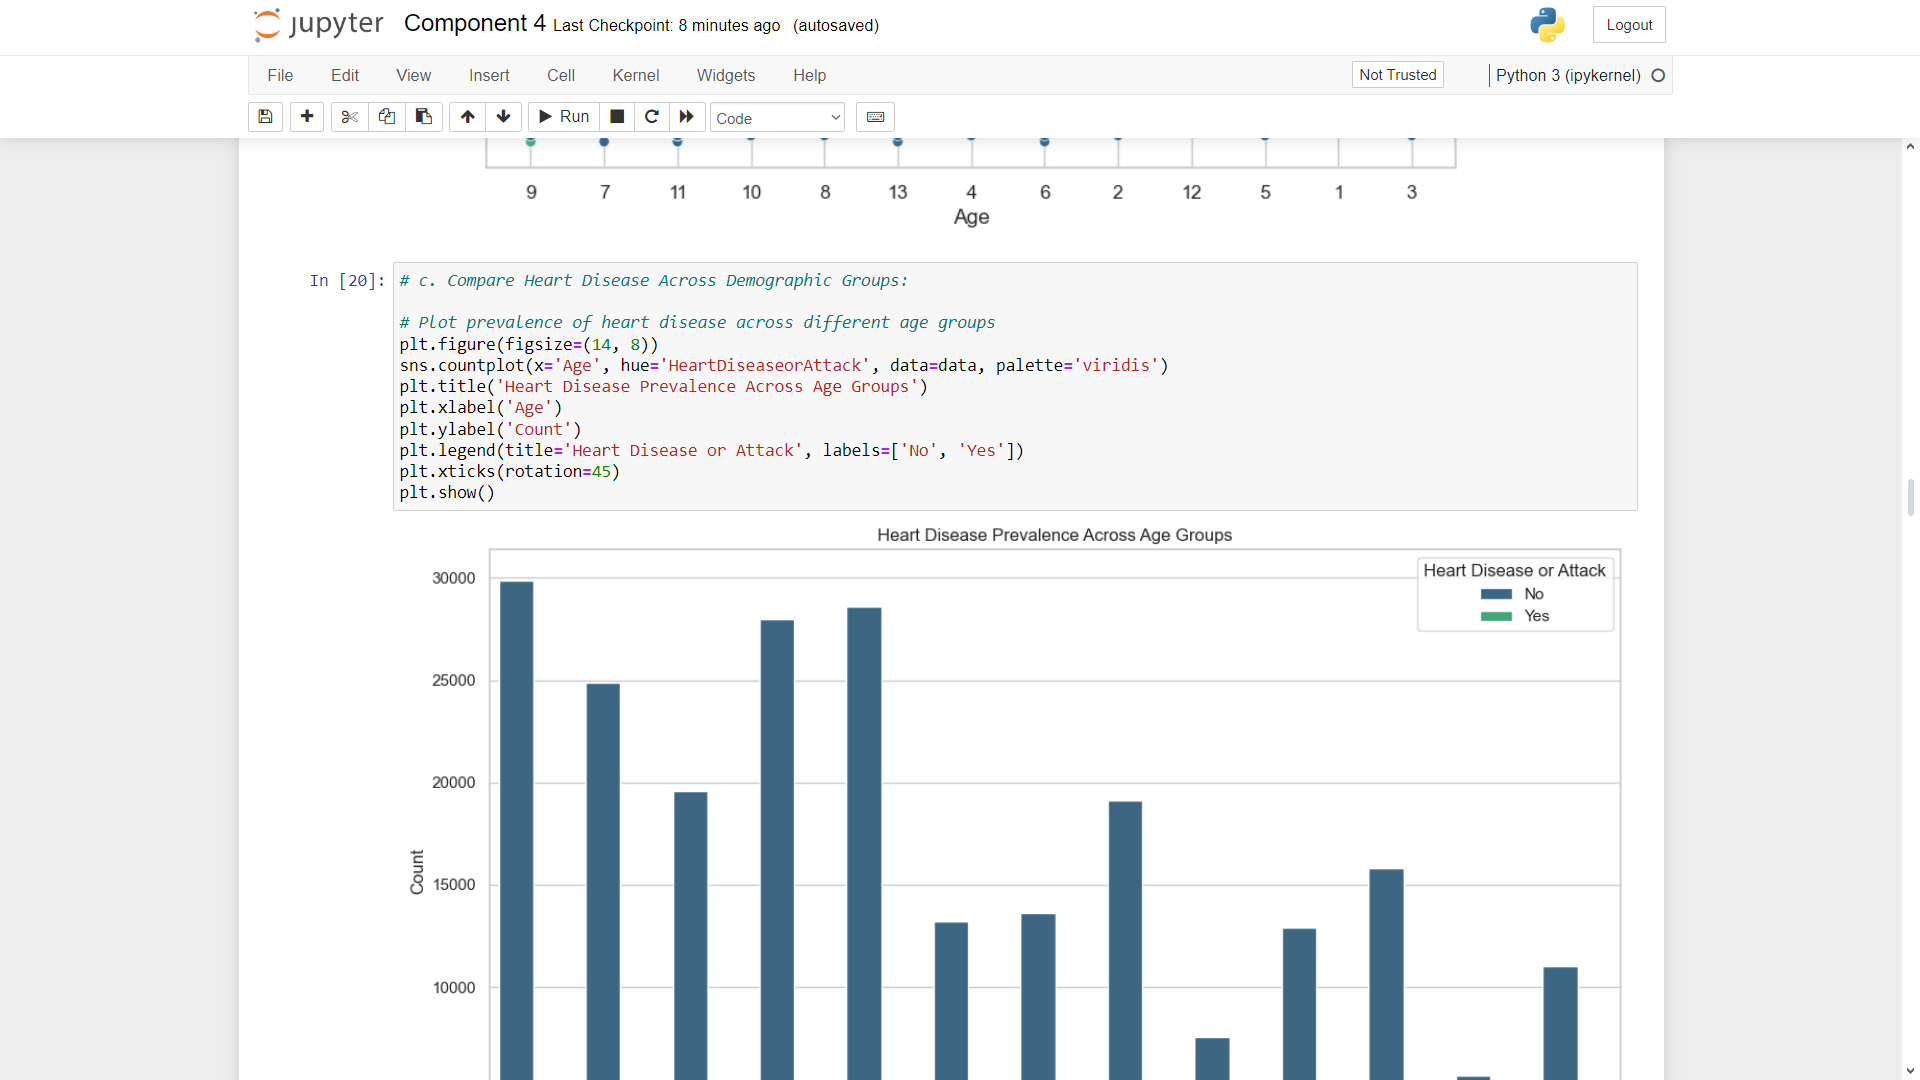 jupyter Component 4 Last Checkpoint: 8 minutes ago (autosaved) Logout
File Edit View Insert Cell Kernel Widgets Help Not Trusted Python 3 (ipykernel)
Run Code
9 7 11 10 8 13 4 6 2 12 5 1 3
Age
In [20]:
# c. Compare Heart Disease Across Demographic Groups:
# Plot prevalence of heart disease across different age groups
plt.figure(figsize=(14, 8))
sns.countplot(x='Age', hue='HeartDiseaseorAttack', data=data, palette='viridis')
plt.title('Heart Disease Prevalence Across Age Groups')
plt.xlabel('Age')
plt.ylabel('Count')
plt.legend(title='Heart Disease or Attack', labels=['No', 'Yes'])
plt.xticks(rotation=45)
plt.show()
Heart Disease Prevalence Across Age Groups
Heart Disease or Attack
No
Yes
30000
25000
20000
15000
10000
Count